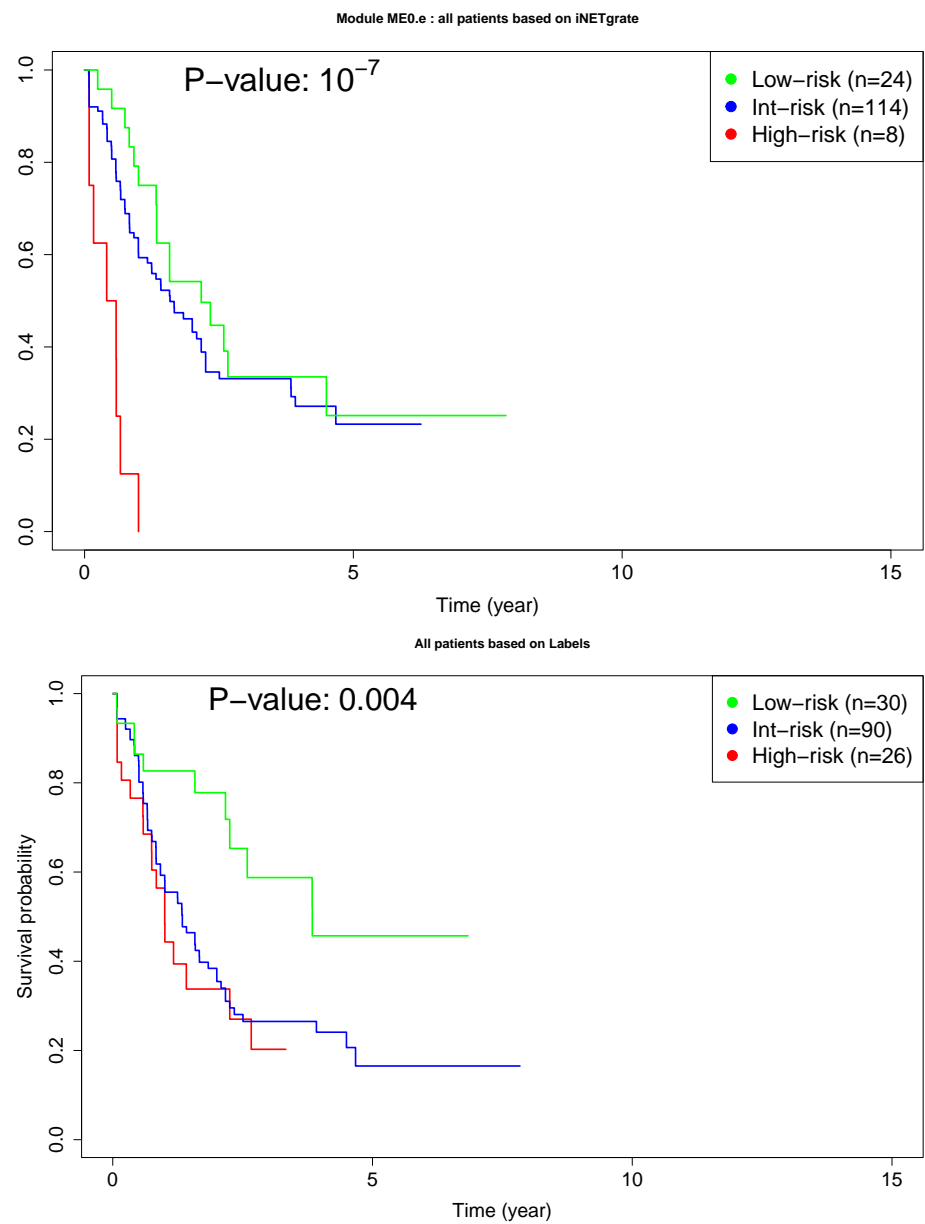 Module ME0.e : all patients based on iNETgrate
P−value: 10⁻⁷
Low−risk (n=24)
Int−risk (n=114)
High−risk (n=8)
1.0
0.8
0.6
0.4
0.2
0.0
0 5 10 15
Time (year)
All patients based on Labels
P−value: 0.004
Low−risk (n=30)
Int−risk (n=90)
High−risk (n=26)
Survival probability
1.0
0.8
0.6
0.4
0.2
0.0
0 5 10 15
Time (year)